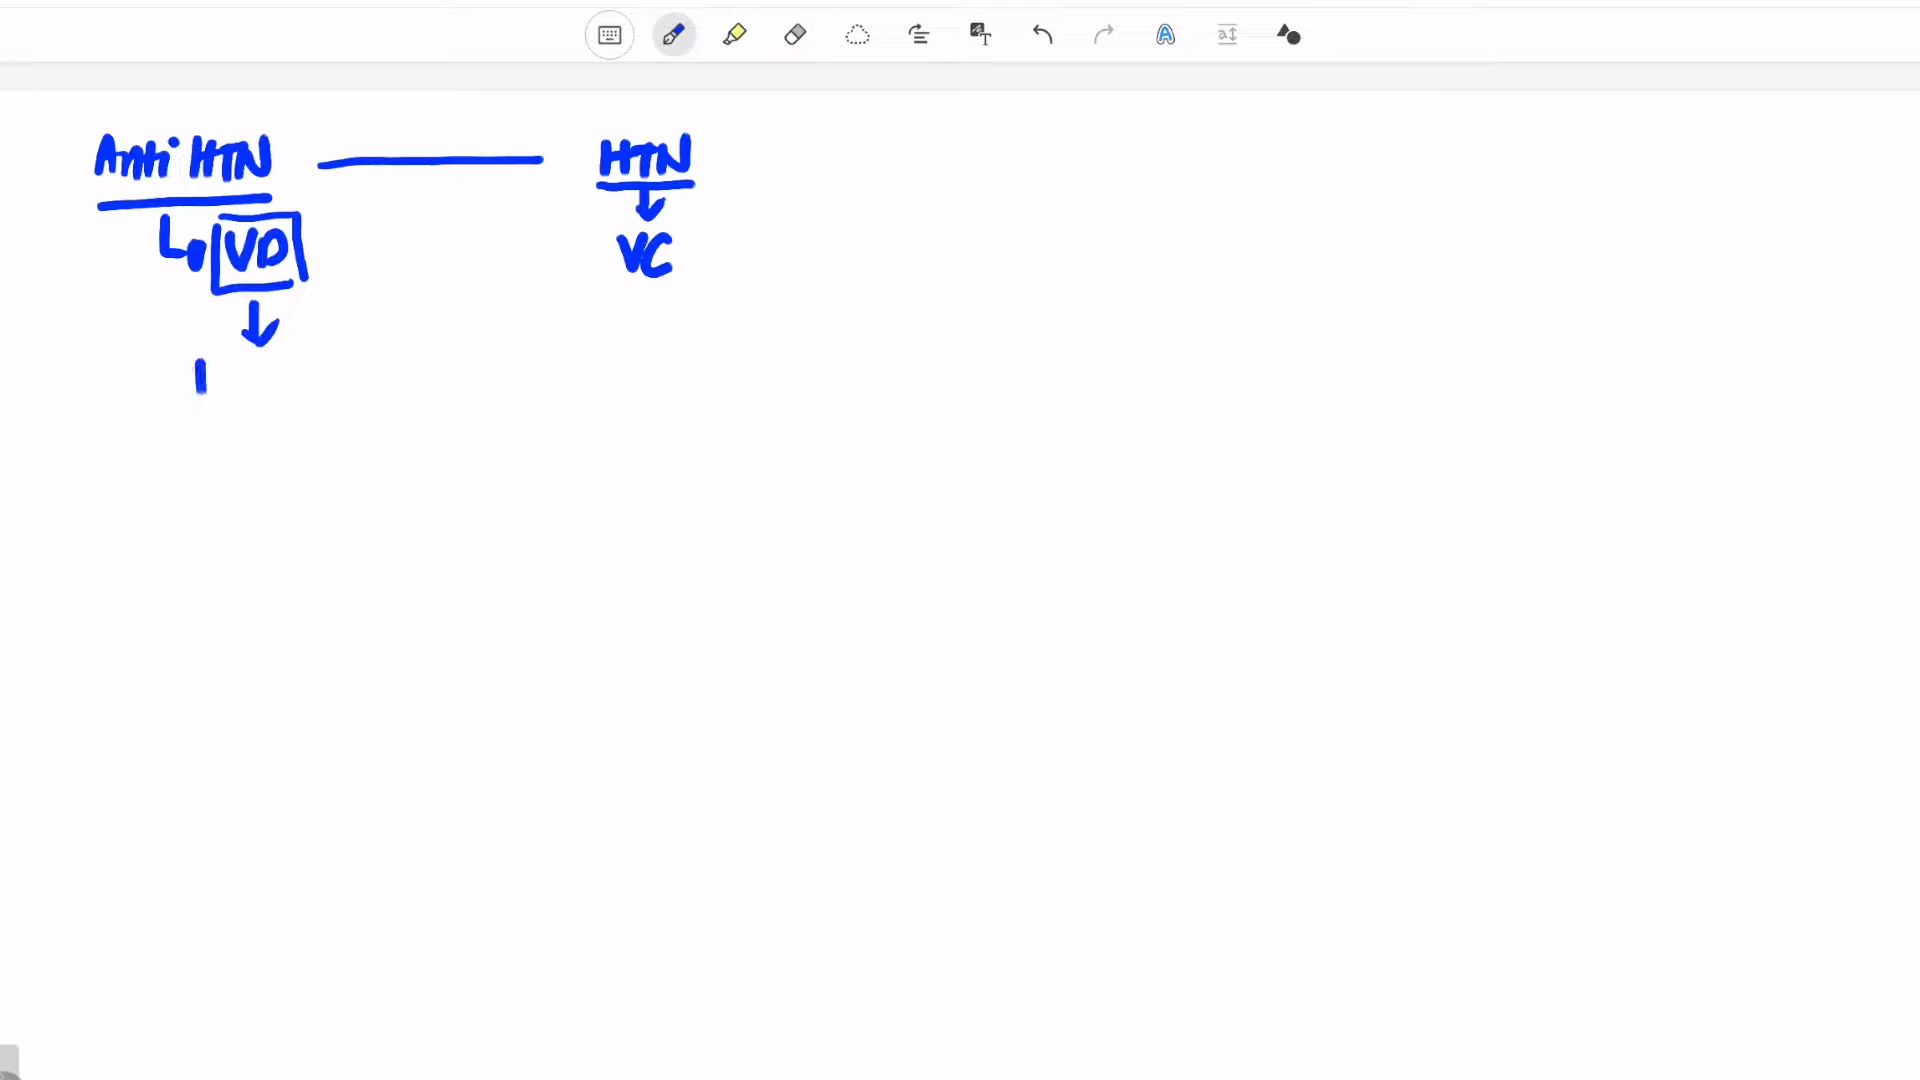 Anti HTN — HTN
↳ VD ↓
↓ VC